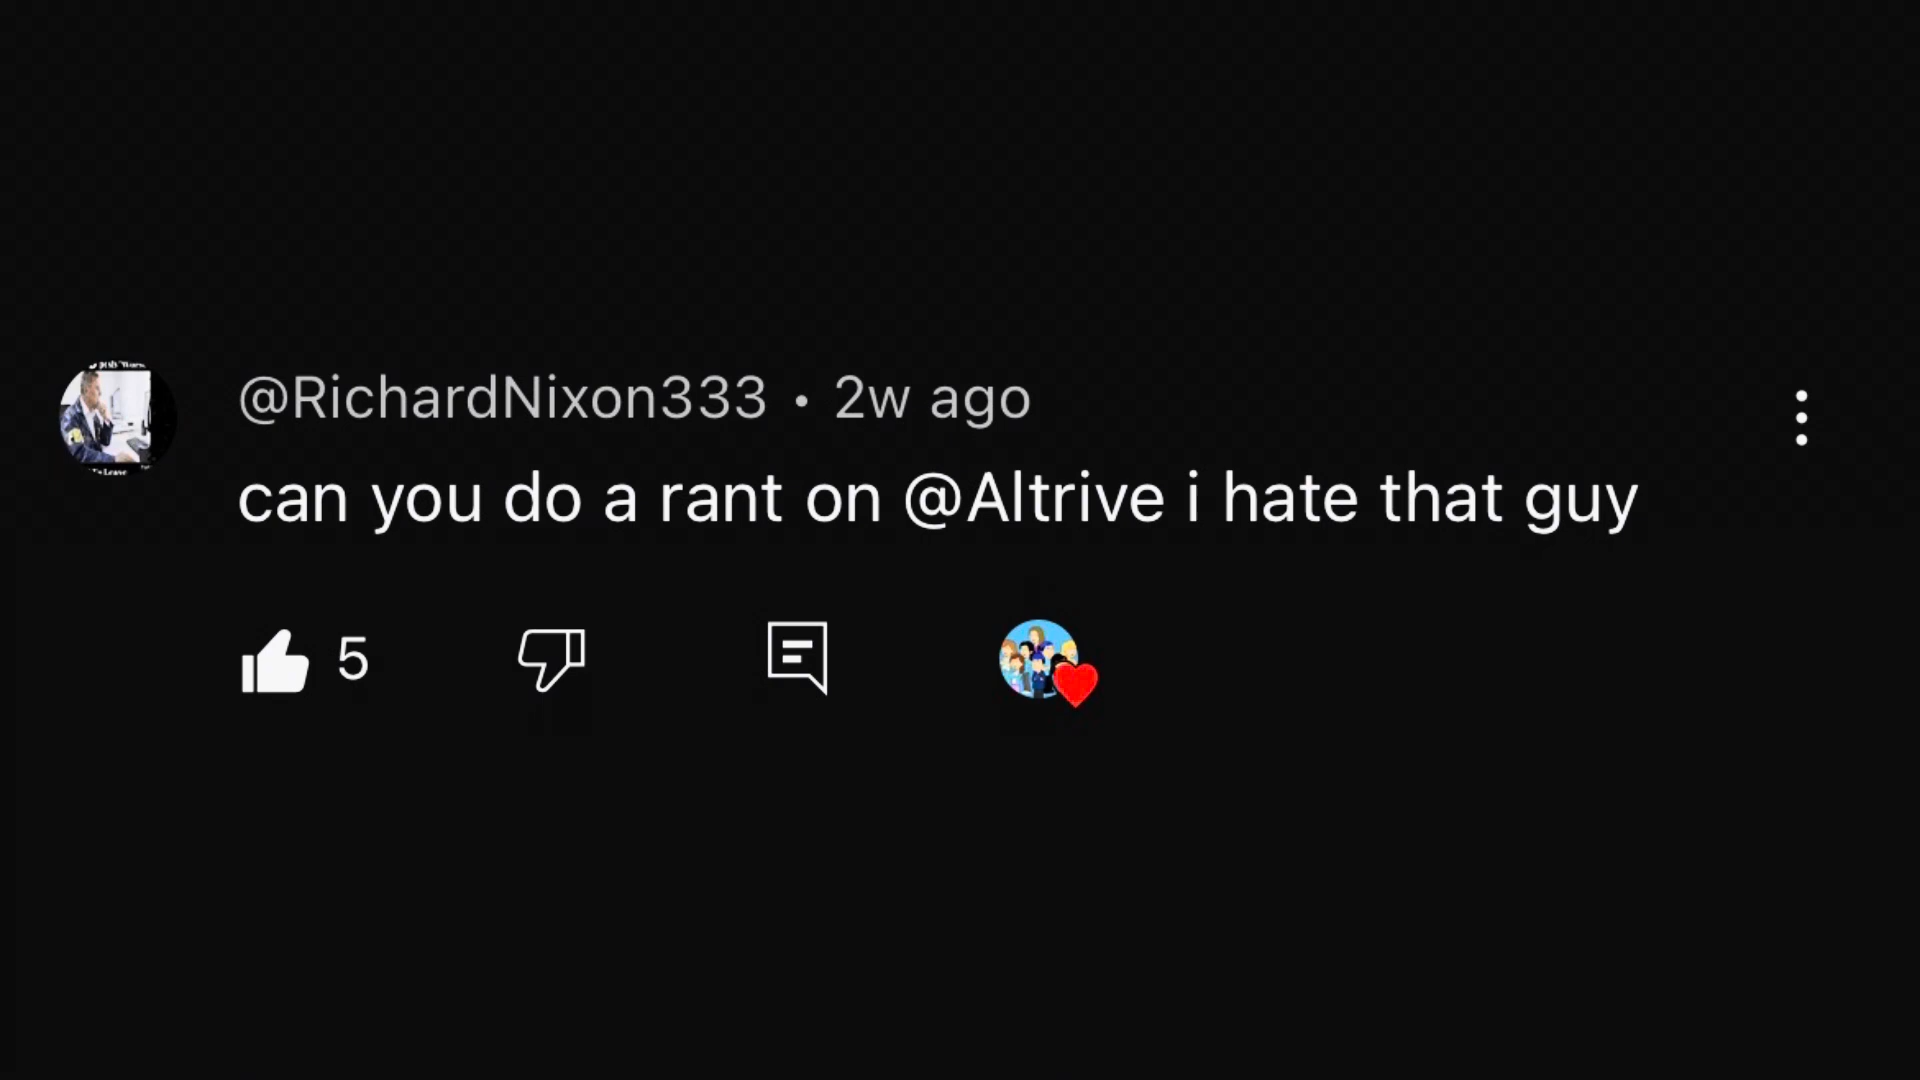 @RichardNixon333 • 2w ago
can you do a rant on @Altrive i hate that guy
5